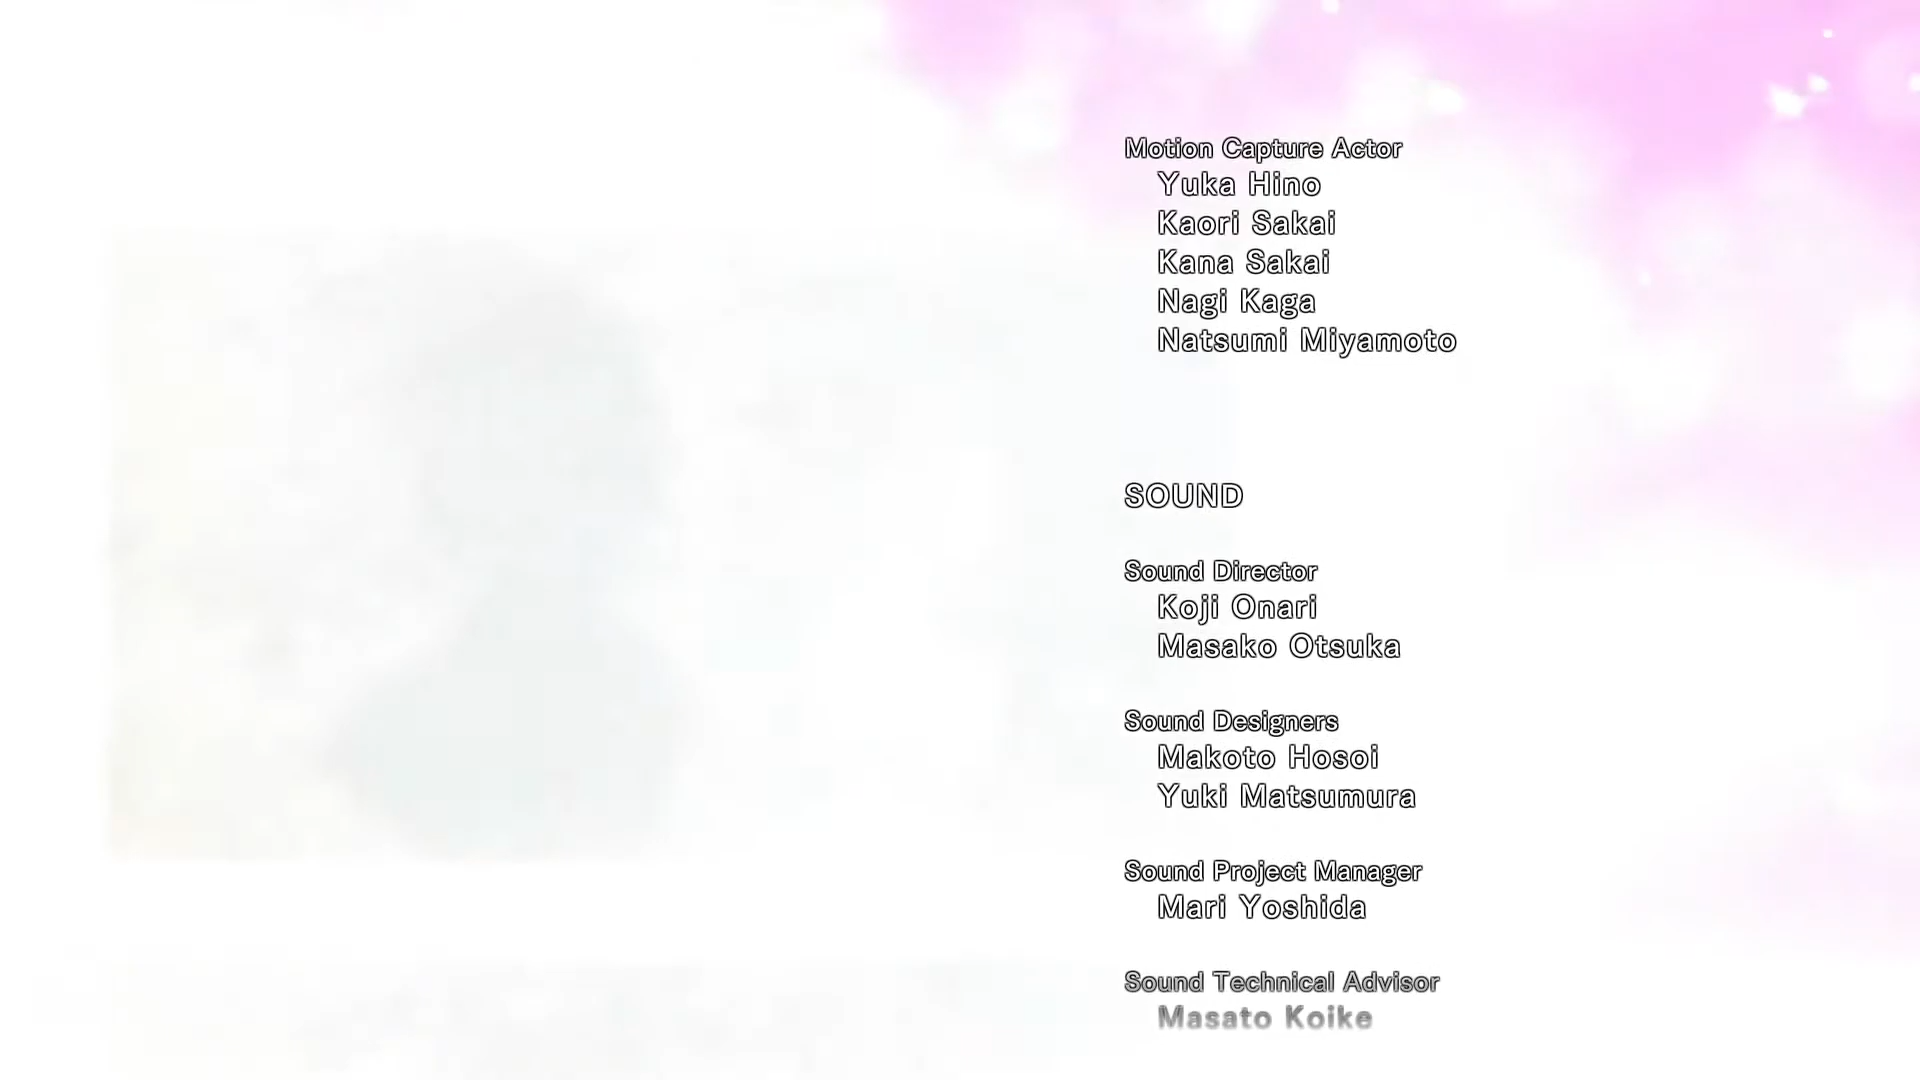 Motion Capture Actor
Yuka Hino
Kaori Sakai
Kana Sakai
Nagi Kaga
Natsumi Miyamoto
SOUND
Sound Director
Koji Onari
Masako Otsuka
Sound Designers
Makoto Hosoi
Yuki Matsumura
Sound Project Manager
Mari Yoshida
Sound Technical Advisor
Masato Koike